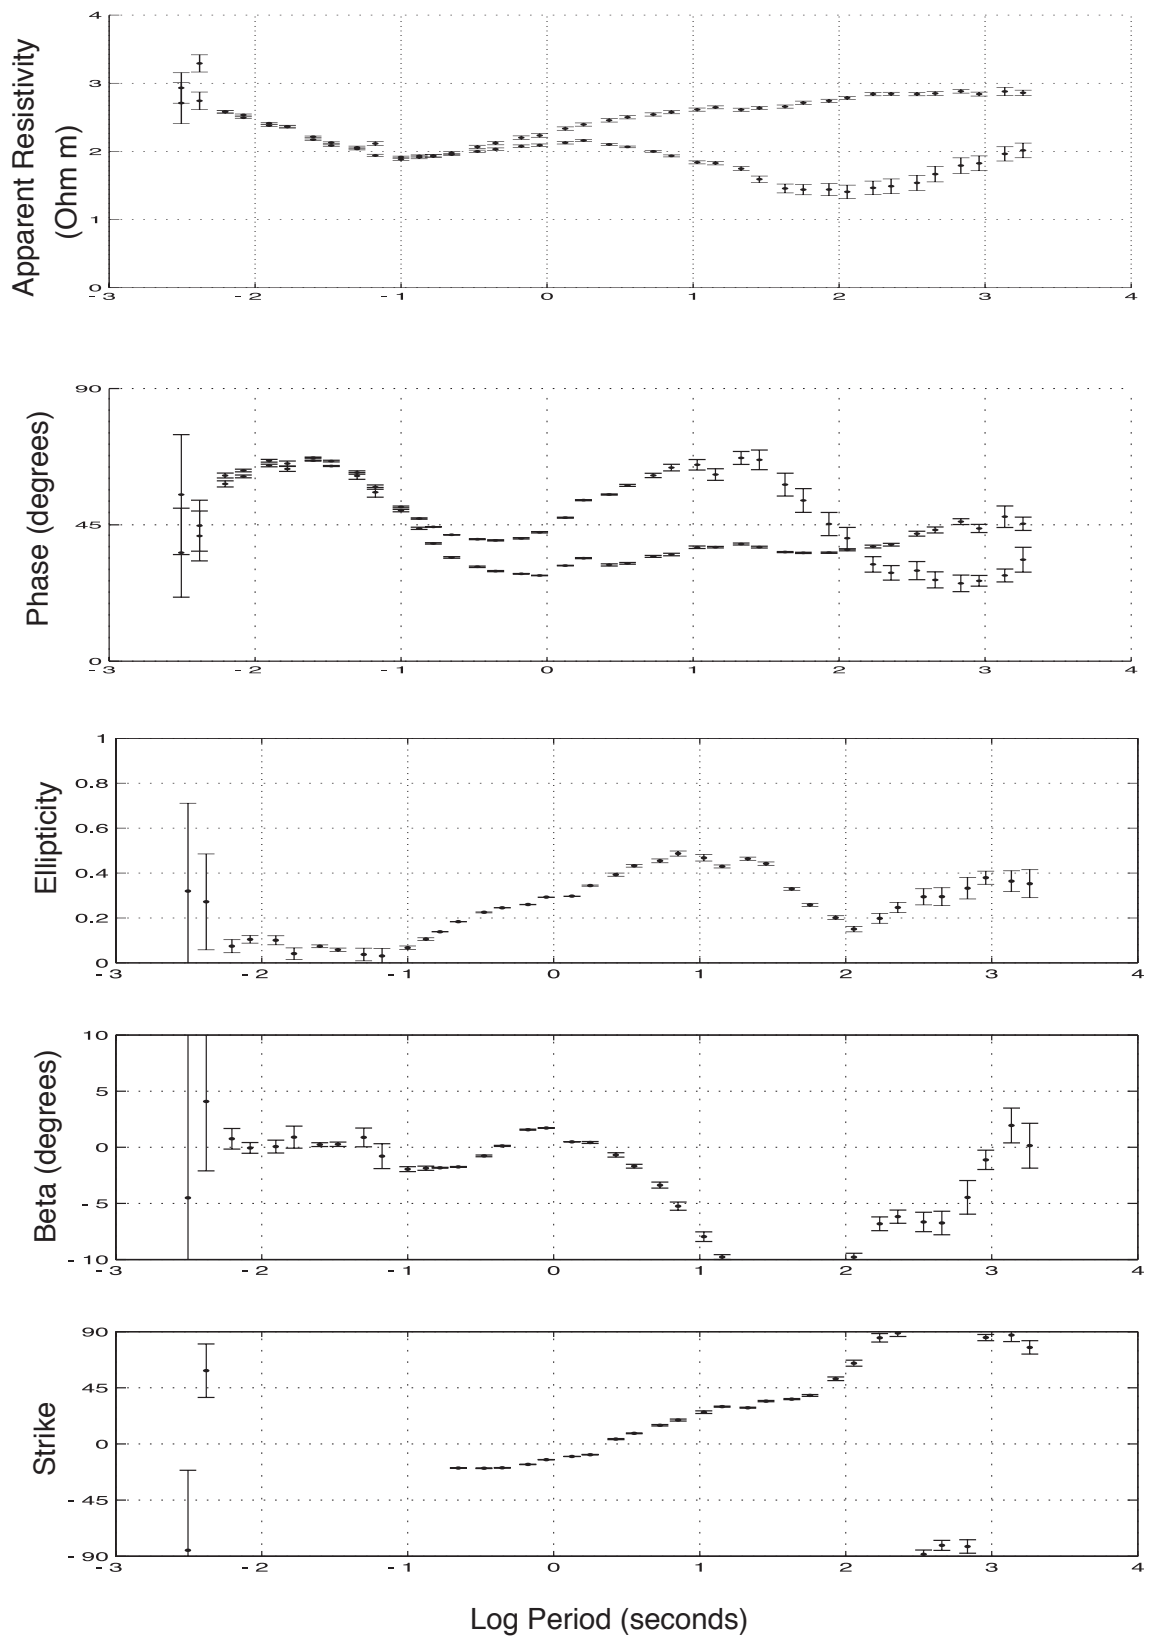 Apparent Resistivity
(Ohm m)
4
3
2
1
0
-3 -2 -1 0 1 2 3 4
Phase (degrees)
90
45
0
-3 -2 -1 0 1 2 3 4
Ellipticity
1
0.8
0.6
0.4
0.2
0
-3 -2 -1 0 1 2 3 4
Beta (degrees)
10
5
0
-5
-10
-3 -2 -1 0 1 2 3 4
Strike
90
45
0
-45
-90
-3 -2 -1 0 1 2 3 4
Log Period (seconds)